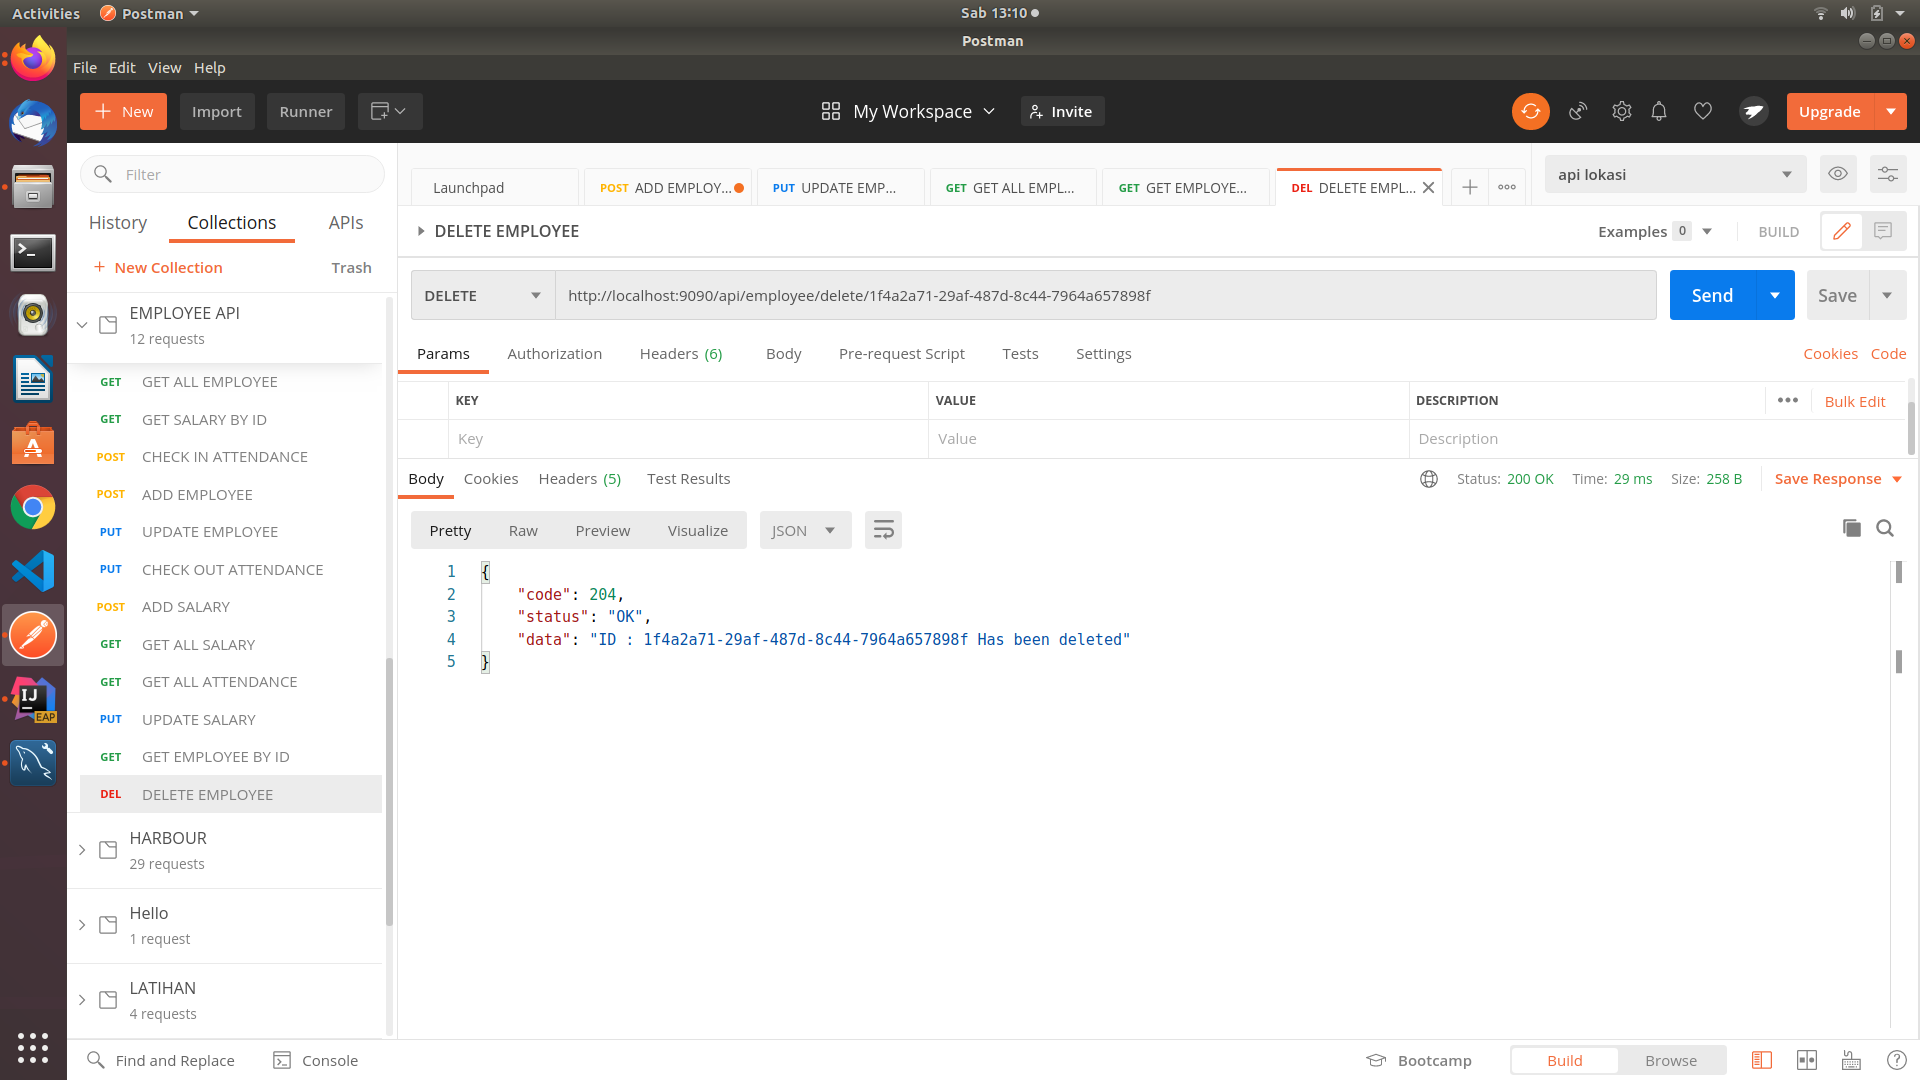 Activities
Postman
Sab 13:10
Postman
File Edit View Help
New
Import
Runner
My Workspace
Invite
Upgrade
Filter
History
Collections
APIs
New Collection
Trash
EMPLOYEE API
12 requests
GET GET ALL EMPLOYEE
GET GET SALARY BY ID
POST CHECK IN ATTENDANCE
POST ADD EMPLOYEE
PUT UPDATE EMPLOYEE
PUT CHECK OUT ATTENDANCE
POST ADD SALARY
GET GET ALL SALARY
GET GET ALL ATTENDANCE
PUT UPDATE SALARY
GET GET EMPLOYEE BY ID
DEL DELETE EMPLOYEE
HARBOUR
29 requests
Hello
1 request
LATIHAN
4 requests
Launchpad
POST ADD EMPLOY...
PUT UPDATE EMP...
GET GET ALL EMPL...
GET GET EMPLOYE...
DEL DELETE EMPL...
api lokasi
DELETE EMPLOYEE
Examples 0
BUILD
DELETE
http://localhost:9090/api/employee/delete/1f4a2a71-29af-487d-8c44-7964a657898f
Send
Save
Params
Authorization
Headers (6)
Body
Pre-request Script
Tests
Settings
Cookies
Code
KEY
VALUE
DESCRIPTION
Bulk Edit
Key
Value
Description
Body
Cookies
Headers (5)
Test Results
Status: 200 OK
Time: 29 ms
Size: 258 B
Save Response
Pretty
Raw
Preview
Visualize
JSON
1 {
2 "code": 204,
3 "status": "OK",
4 "data": "ID : 1f4a2a71-29af-487d-8c44-7964a657898f Has been deleted"
5 }
Find and Replace
Console
Bootcamp
Build
Browse
IJ
EAP